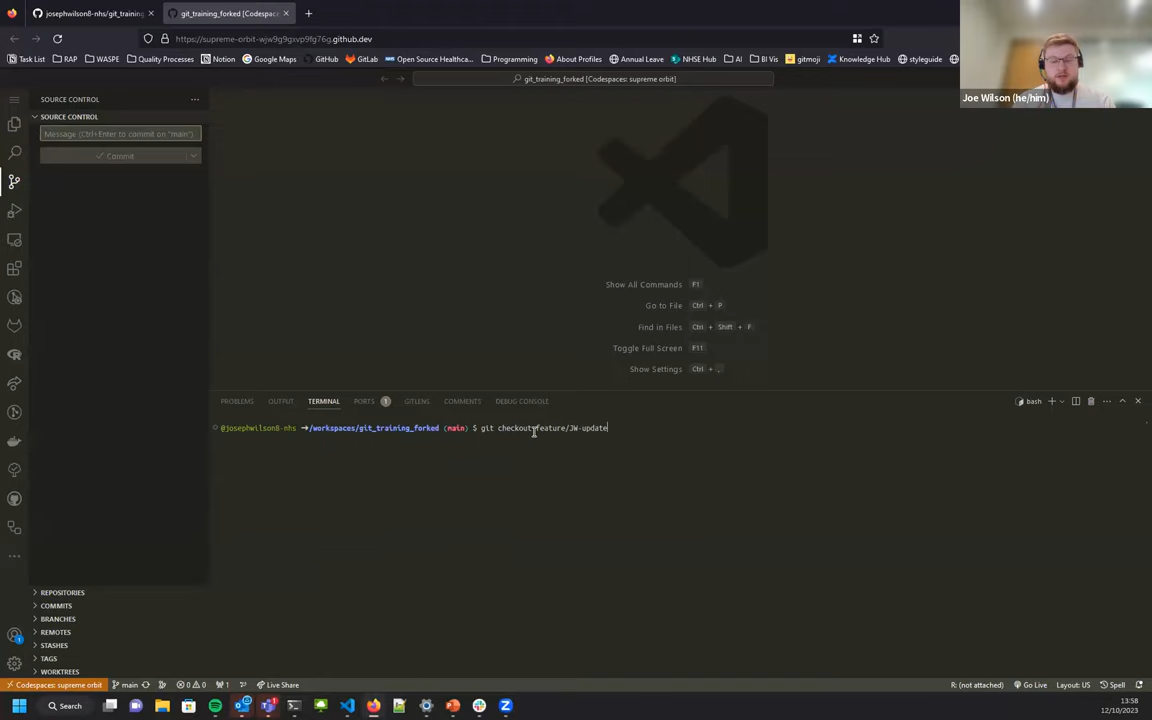 josephwilson8-nhs/git_training
git_training_forked [Codespaces
https://supreme-orbit-wjw9g9gxvp9fg76g.github.dev
Task List RAP WASPE Quality Processes Notion Google Maps GitHub GitLab Open Source Healthca… Programming About Profiles Annual Leave NHSE Hub AI BI Vis gitmoji Knowledge Hub styleguide
git_training_forked [Codespaces: supreme orbit]
Joe Wilson (he/him)
SOURCE CONTROL
SOURCE CONTROL
Message (Ctrl+Enter to commit on "main")
Commit
Show All Commands F1
Go to File Ctrl + P
Find in Files Ctrl + Shift + F
Toggle Full Screen F11
Show Settings Ctrl + ,
PROBLEMS OUTPUT TERMINAL PORTS 1 GITLENS COMMENTS DEBUG CONSOLE
bash
@josephwilson8-nhs ➜/workspaces/git_training_forked (main) $ git checkout feature/JW-update
REPOSITORIES
COMMITS
BRANCHES
REMOTES
STASHES
TAGS
WORKTREES
Codespaces: supreme orbit main 0 0 1 Live Share
R: (not attached) Go Live Layout: US Spell
Search
13:58
12/10/2023